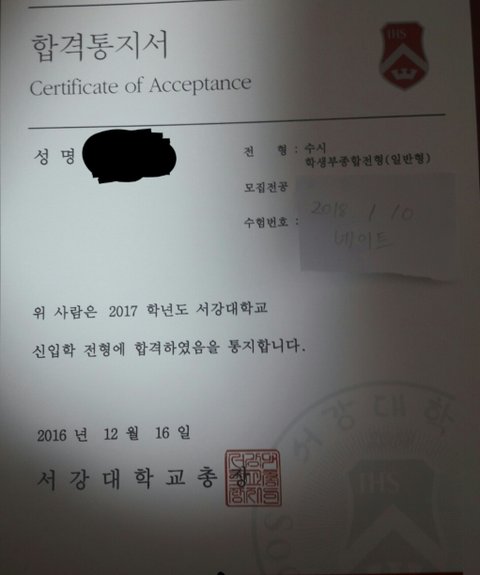 합격통지서
IHS
Certificate of Acceptance
성 명
전 형 : 수시
학생부종합전형(일반형)
모집전공
수험번호 :
2018 / 10
네이트
위 사람은 2017 학년도 서강대학교
신입학 전형에 합격하였음을 통지합니다.
2016 년 12 월 16 일
서 강 대 학 교 총 장
서강대학
IHS
SOG